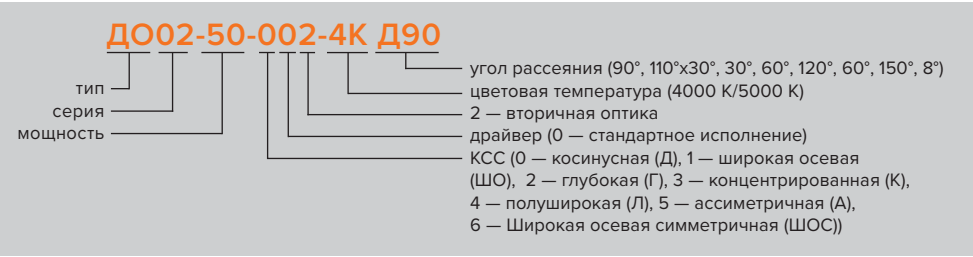 ДО02-50-002-4К Д90
угол рассеяния (90°, 110°х30°, 30°, 60°, 120°, 60°, 150°, 8°)
тип
цветовая температура (4000 К/5000 К)
серия
2 — вторичная оптика
мощность
драйвер (0 — стандартное исполнение)
КСС (0 — косинусная (Д), 1 — широкая осевая
(ШО), 2 — глубокая (Г), 3 — концентрированная (К),
4 — полуширокая (Л), 5 — ассиметричная (А),
6 — Широкая осевая симметричная (ШОС))